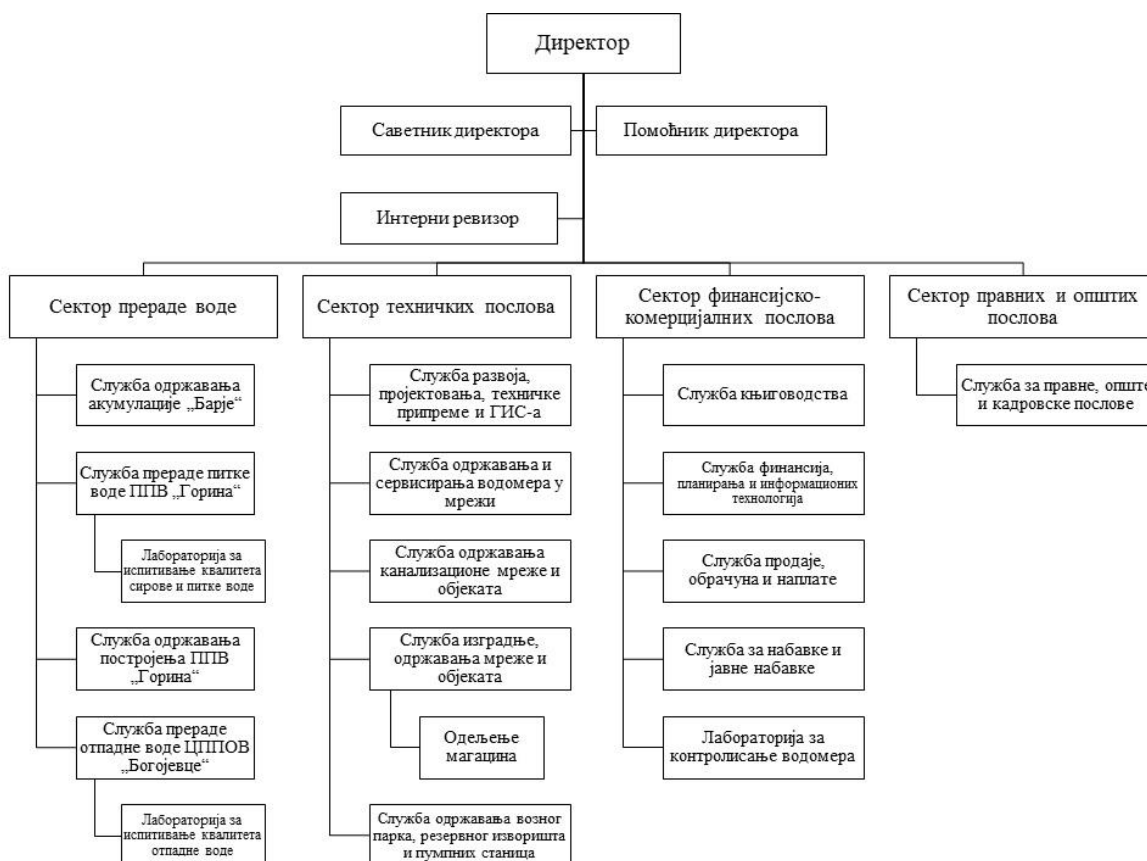 Директор
Саветник директора
Помоћник директора
Интерни ревизор
Сектор прераде воде
Служба одржавања
акумулације „Барје“
Служба прераде питке
воде ППВ „Горина“
Лабораторија за
испитивање квалитета
сирове и питке воде
Служба одржавања
постројења ППВ
„Горина“
Служба прераде
отпадне воде ЦППОВ
„Богојевце“
Лабораторија за
испитивање квалитета
отпадне воде
Сектор техничких послова
Служба развоја,
пројектовања, техничке
припреме и ГИС-а
Служба одржавања и
сервисирања водомера у
мрежи
Служба одржавања
канализационе мреже и
објеката
Служба изградње,
одржавања мреже и
објеката
Одељење
магацина
Служба одржавања возног
парка, резервног изворишта
и пумпних станица
Сектор финансијско-
комерцијалних послова
Служба књиговодства
Служба финансија,
планирања и информационих
технологија
Служба продаје,
обрачуна и наплате
Служба за набавке и
јавне набавке
Лабораторија за
контролисање водомера
Сектор правних и општих
послова
Служба за правне, опште
и кадровске послове